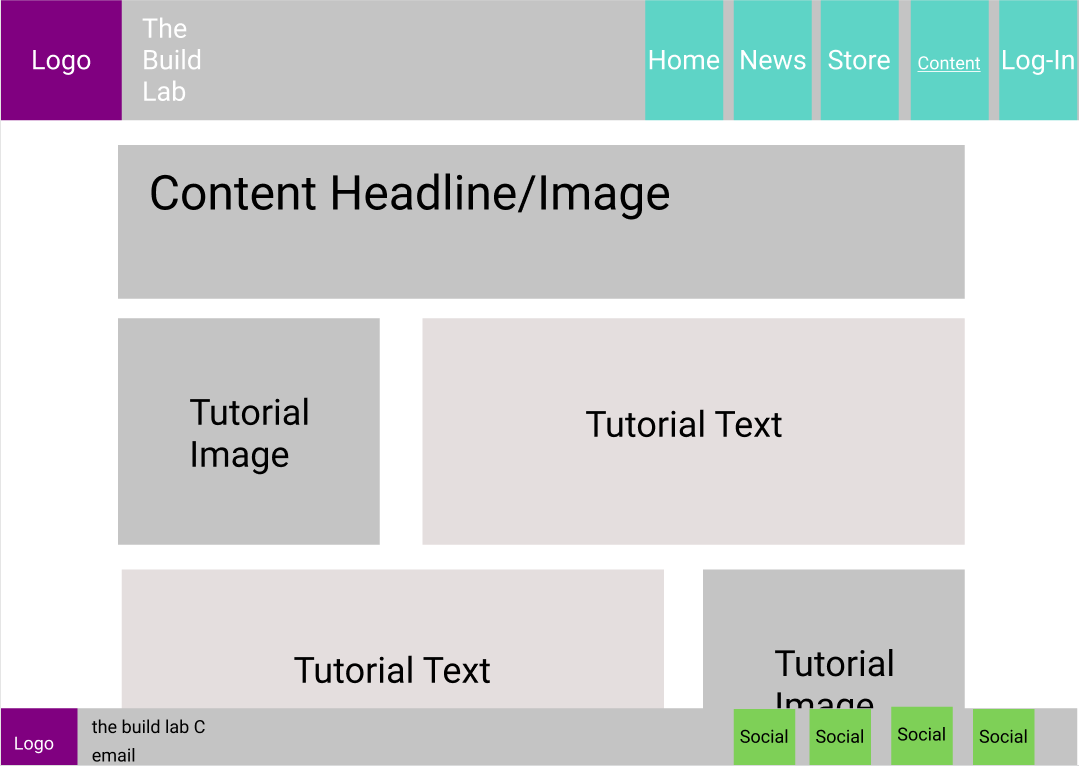 Logo
The
Build
Lab
Home
News
Store
Content
Log-In
Content Headline/Image
Tutorial
Image
Tutorial Text
Tutorial Text
Tutorial
Image
Logo
the build lab C
email
Social
Social
Social
Social